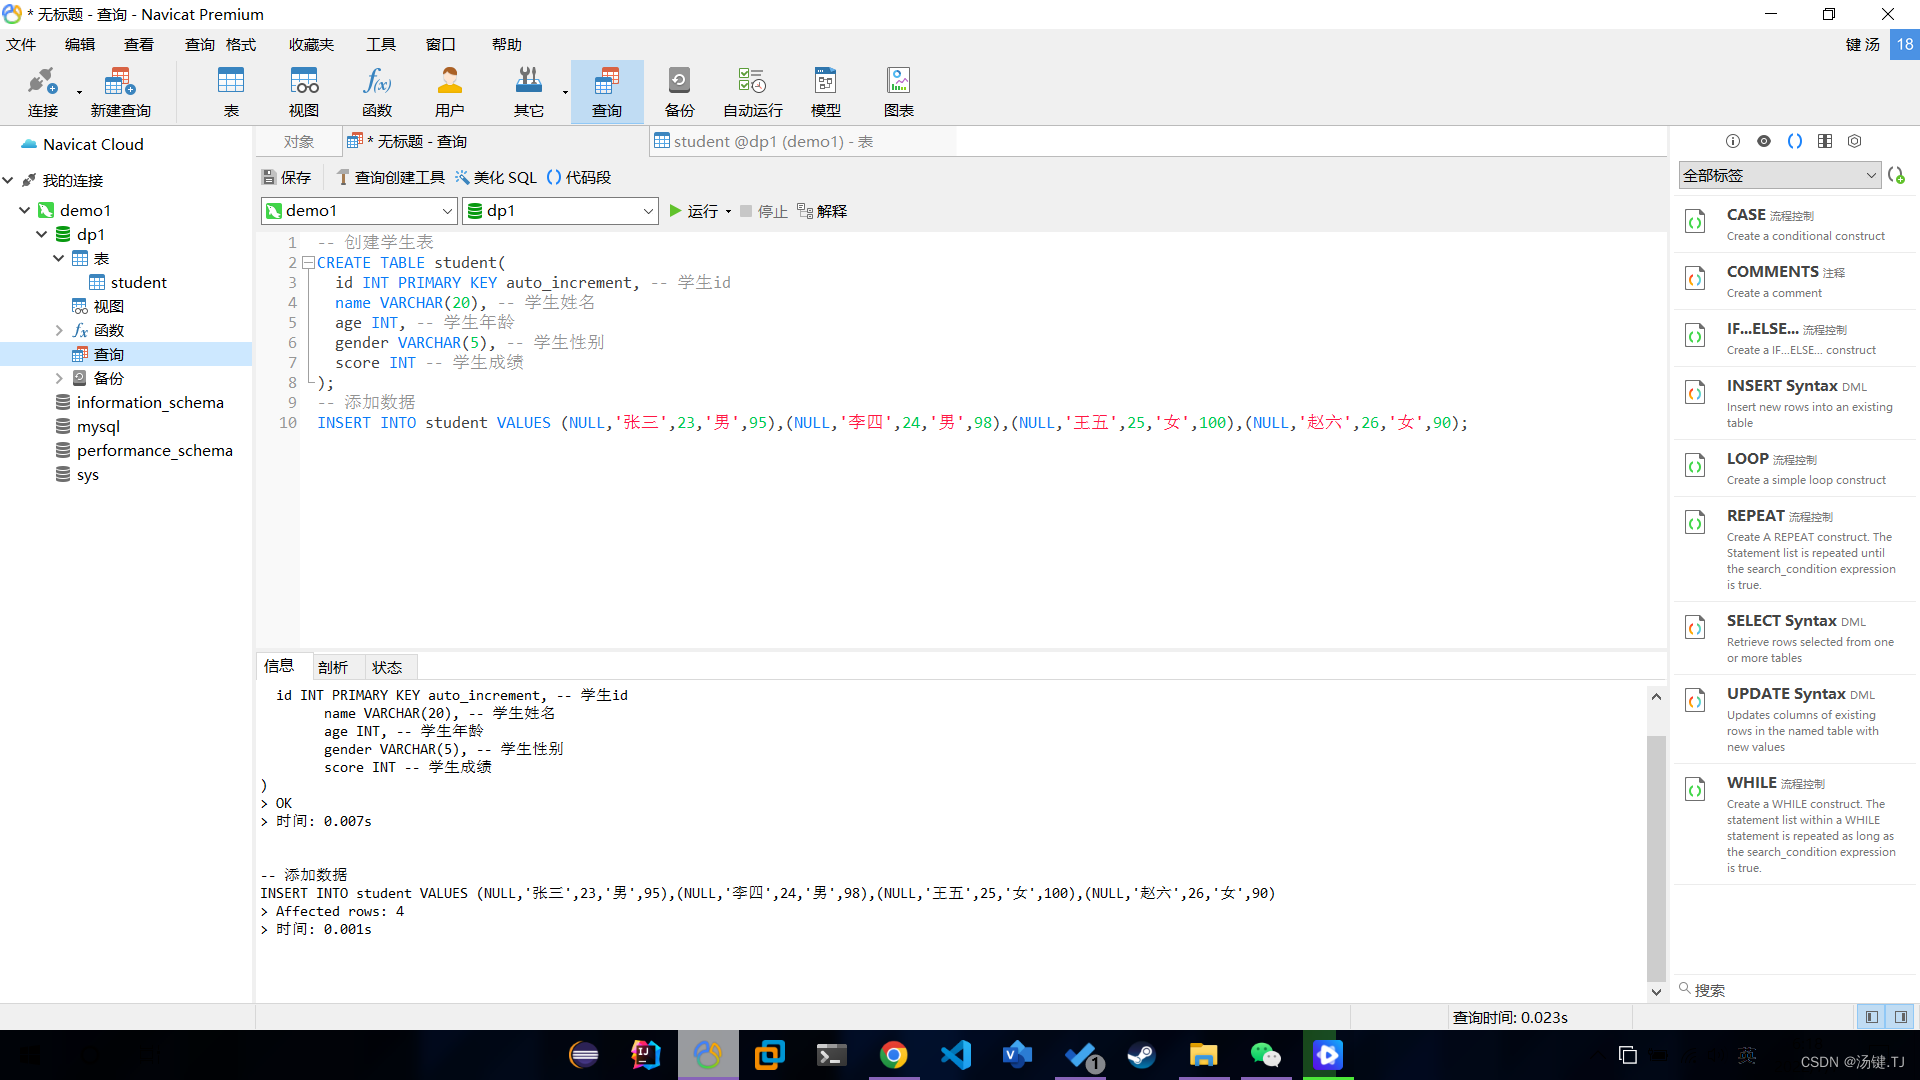 * 无标题 - 查询 - Navicat Premium
文件 编辑 查看 查询 格式 收藏夹 工具 窗口 帮助 键 汤 18
连接 新建查询 表 视图 函数 用户 其它 查询 备份 自动运行 模型 图表
Navicat Cloud
我的连接
demo1
dp1
表
student
视图
函数
查询
备份
information_schema
mysql
performance_schema
sys
对象 * 无标题 - 查询 student @dp1 (demo1) - 表
保存 查询创建工具 美化 SQL 代码段
demo1 dp1 运行 停止 解释
1 -- 创建学生表
2 CREATE TABLE student(
3 id INT PRIMARY KEY auto_increment, -- 学生id
4 name VARCHAR(20), -- 学生姓名
5 age INT, -- 学生年龄
6 gender VARCHAR(5), -- 学生性别
7 score INT -- 学生成绩
8 );
9 -- 添加数据
10 INSERT INTO student VALUES (NULL,'张三',23,'男',95),(NULL,'李四',24,'男',98),(NULL,'王五',25,'女',100),(NULL,'赵六',26,'女',90);
信息 剖析 状态
id INT PRIMARY KEY auto_increment, -- 学生id
name VARCHAR(20), -- 学生姓名
age INT, -- 学生年龄
gender VARCHAR(5), -- 学生性别
score INT -- 学生成绩
)
> OK
> 时间: 0.007s
-- 添加数据
INSERT INTO student VALUES (NULL,'张三',23,'男',95),(NULL,'李四',24,'男',98),(NULL,'王五',25,'女',100),(NULL,'赵六',26,'女',90)
> Affected rows: 4
> 时间: 0.001s
全部标签
CASE 流程控制
Create a conditional construct
COMMENTS 注释
Create a comment
IF...ELSE... 流程控制
Create a IF...ELSE... construct
INSERT Syntax DML
Insert new rows into an existing
table
LOOP 流程控制
Create a simple loop construct
REPEAT 流程控制
Create A REPEAT construct. The
Statement list is repeated until
the search_condition expression
is true.
SELECT Syntax DML
Retrieve rows selected from one
or more tables
UPDATE Syntax DML
Updates columns of existing
rows in the named table with
new values
WHILE 流程控制
Create a WHILE construct. The
statement list within a WHILE
statement is repeated as long as
the search_condition expression
is true.
搜索
查询时间: 0.023s
1
英
CSDN @汤键.TJ